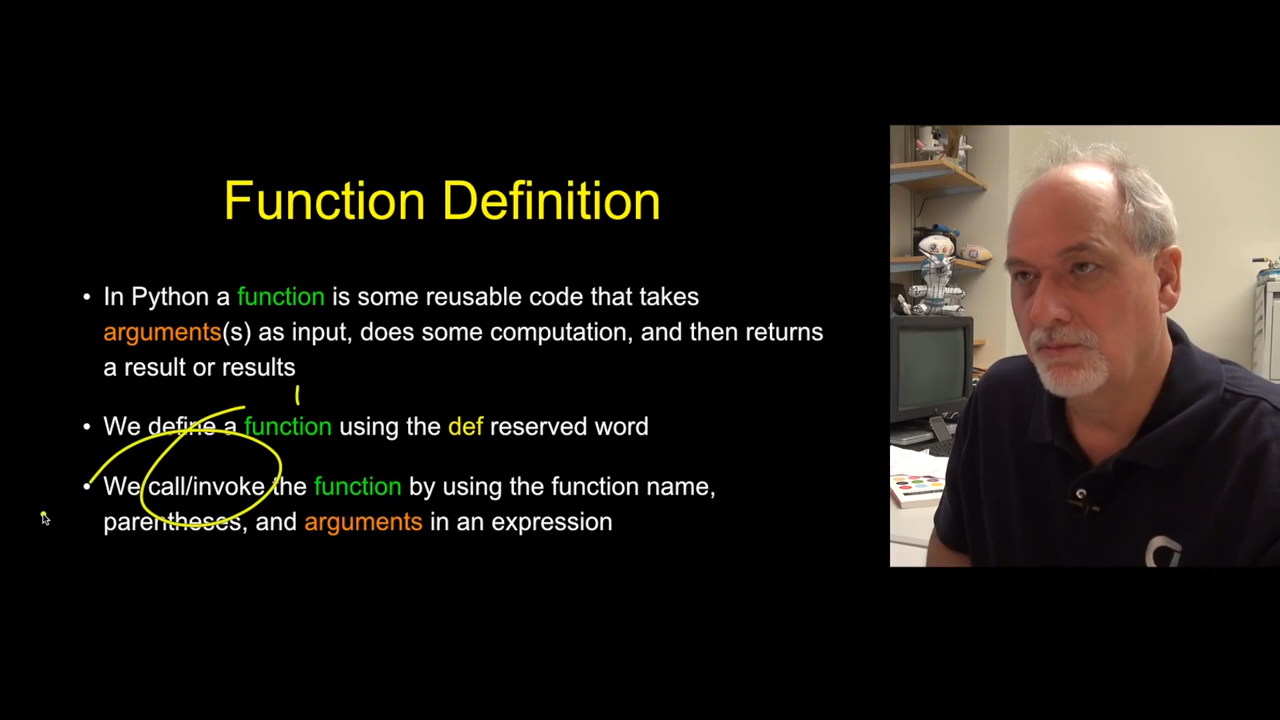 Function Definition
• In Python a function is some reusable code that takes
arguments(s) as input, does some computation, and then returns
a result or results
• We define a function using the def reserved word
• We call/invoke the function by using the function name,
parentheses, and arguments in an expression